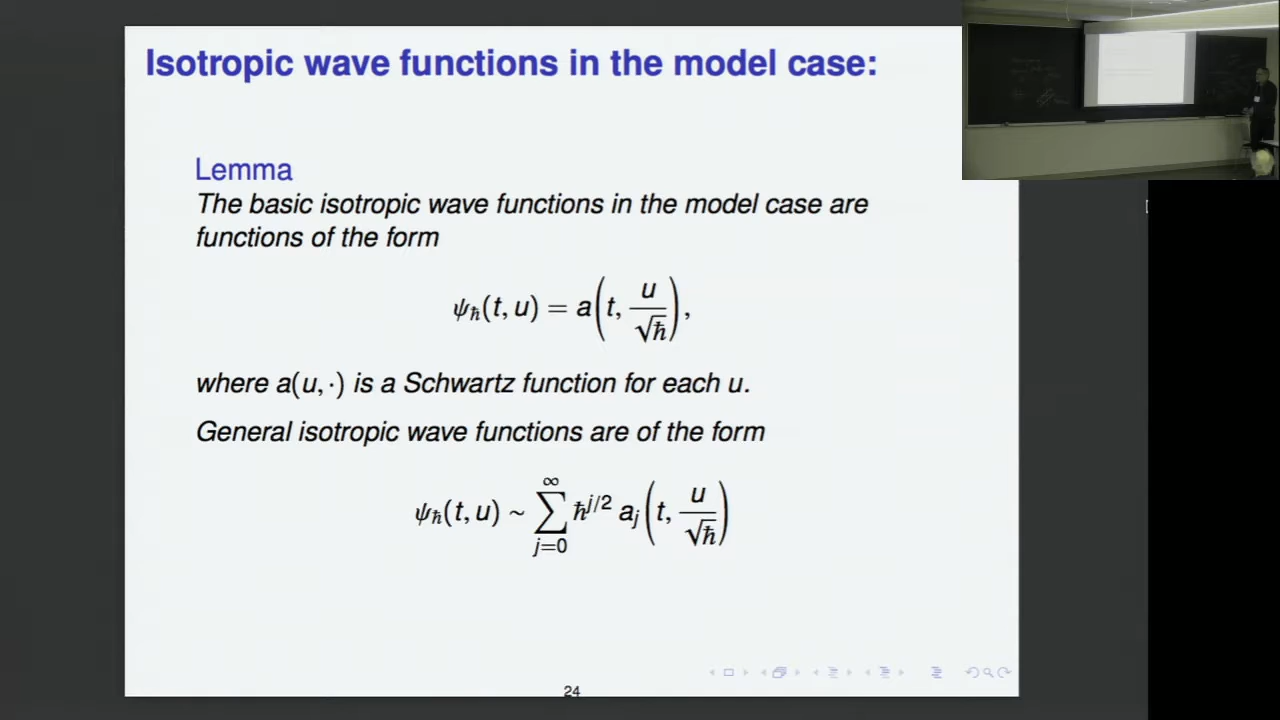 Isotropic wave functions in the model case:
Lemma
The basic isotropic wave functions in the model case are
functions of the form
ψ_ℏ(t, u) = a(t, u/√ℏ),
where a(u, ·) is a Schwartz function for each u.
General isotropic wave functions are of the form
ψ_ℏ(t, u) ~ ∑_{j=0}^{∞} ℏ^{j/2} a_j(t, u/√ℏ)
24